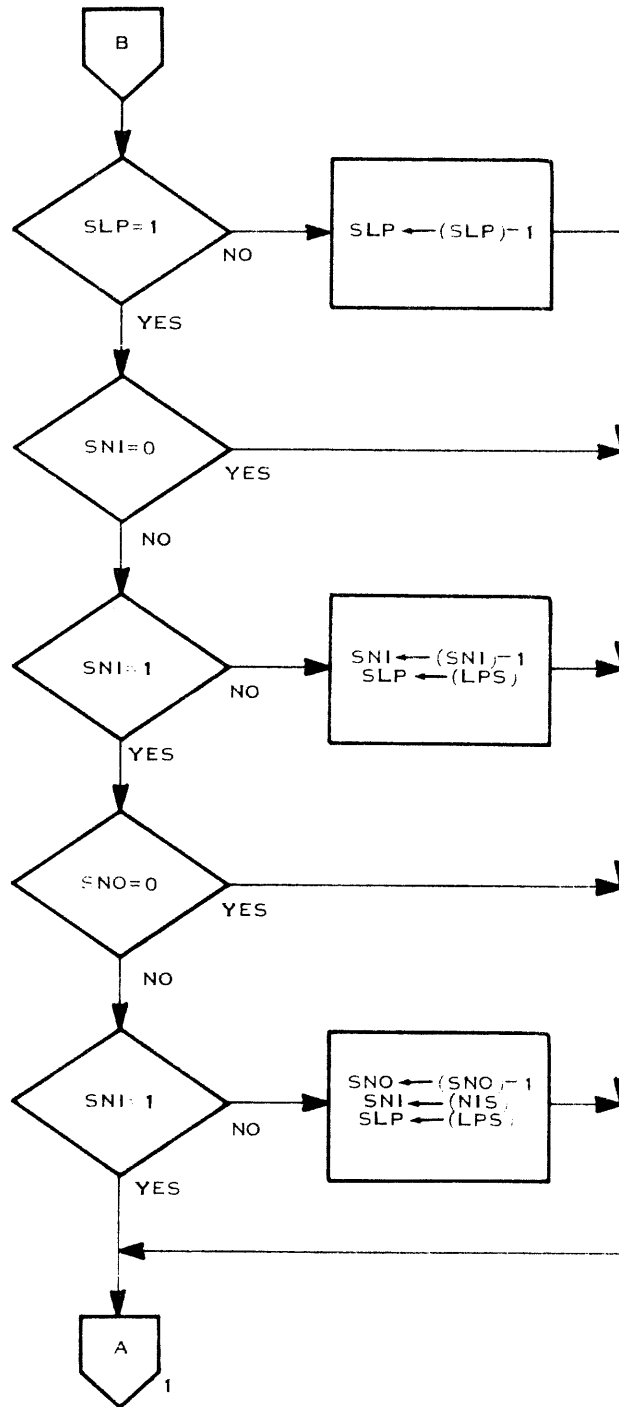 B
SLP=1
NO
SLP ← (SLP)-1
YES
SNI=0
YES
NO
SNI=1
NO
SNI ← (SNI)-1
SLP ← (LPS)
YES
SNO=0
YES
NO
SNI=1
NO
SNO ← (SNO)-1
SNI ← (NIS)
SLP ← (LPS)
YES
A
1